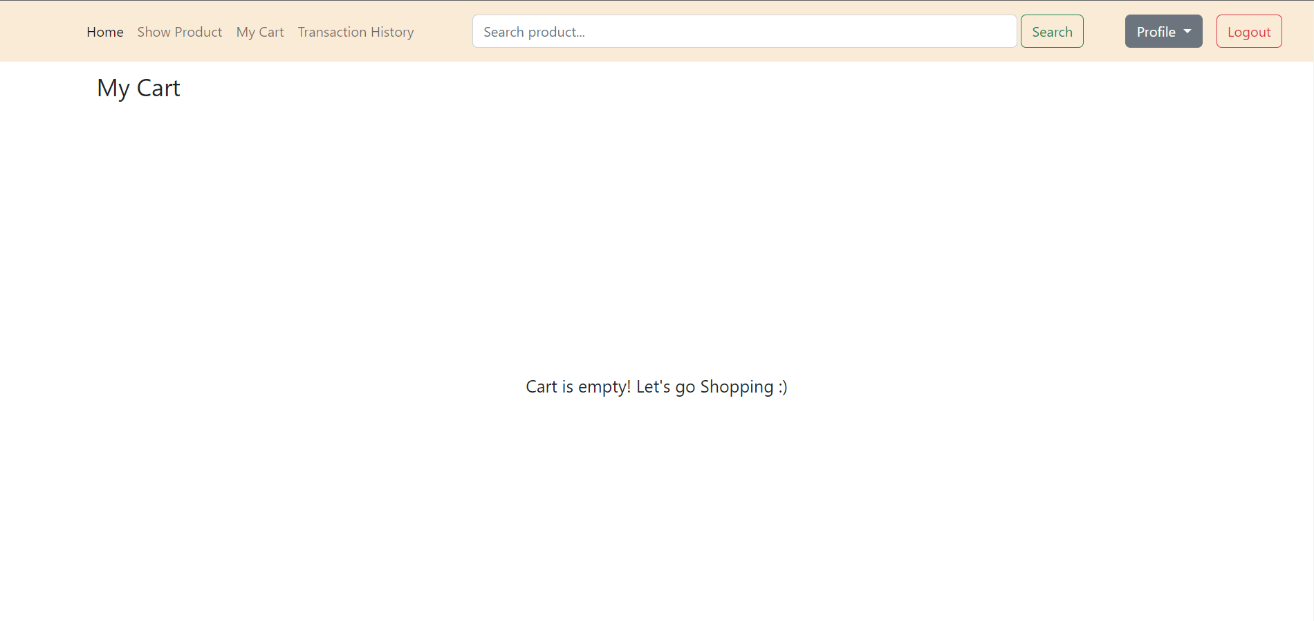 Home Show Product My Cart Transaction History Search product... Search Profile Logout
My Cart
Cart is empty! Let's go Shopping :)